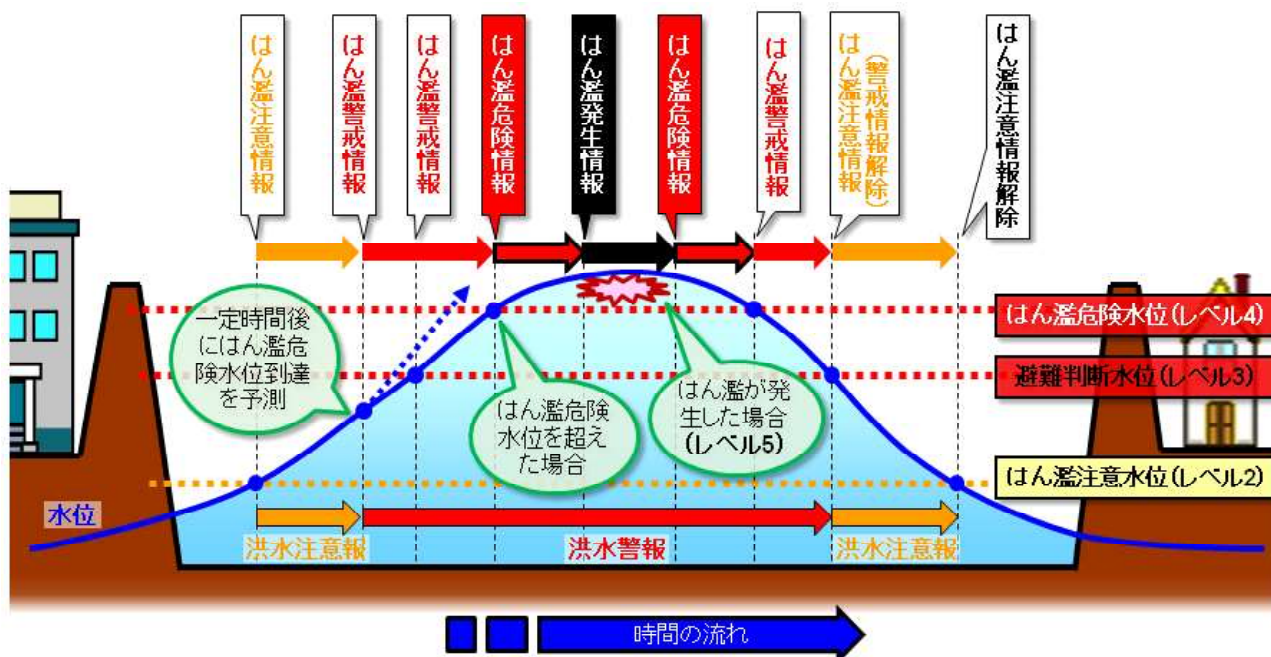 はん濫注意情報
はん濫警戒情報
はん濫警戒情報
はん濫危険情報
はん濫発生情報
はん濫危険情報
はん濫警戒情報
はん濫注意情報
(警戒情報解除)
はん濫注意情報解除
一定時間後
にはん濫危
険水位到達
を予測
はん濫危険
水位を超え
た場合
はん濫が発
生した場合
(レベル5)
はん濫危険水位(レベル4)
避難判断水位(レベル3)
はん濫注意水位(レベル2)
水位
洪水注意報
洪水警報
洪水注意報
時間の流れ